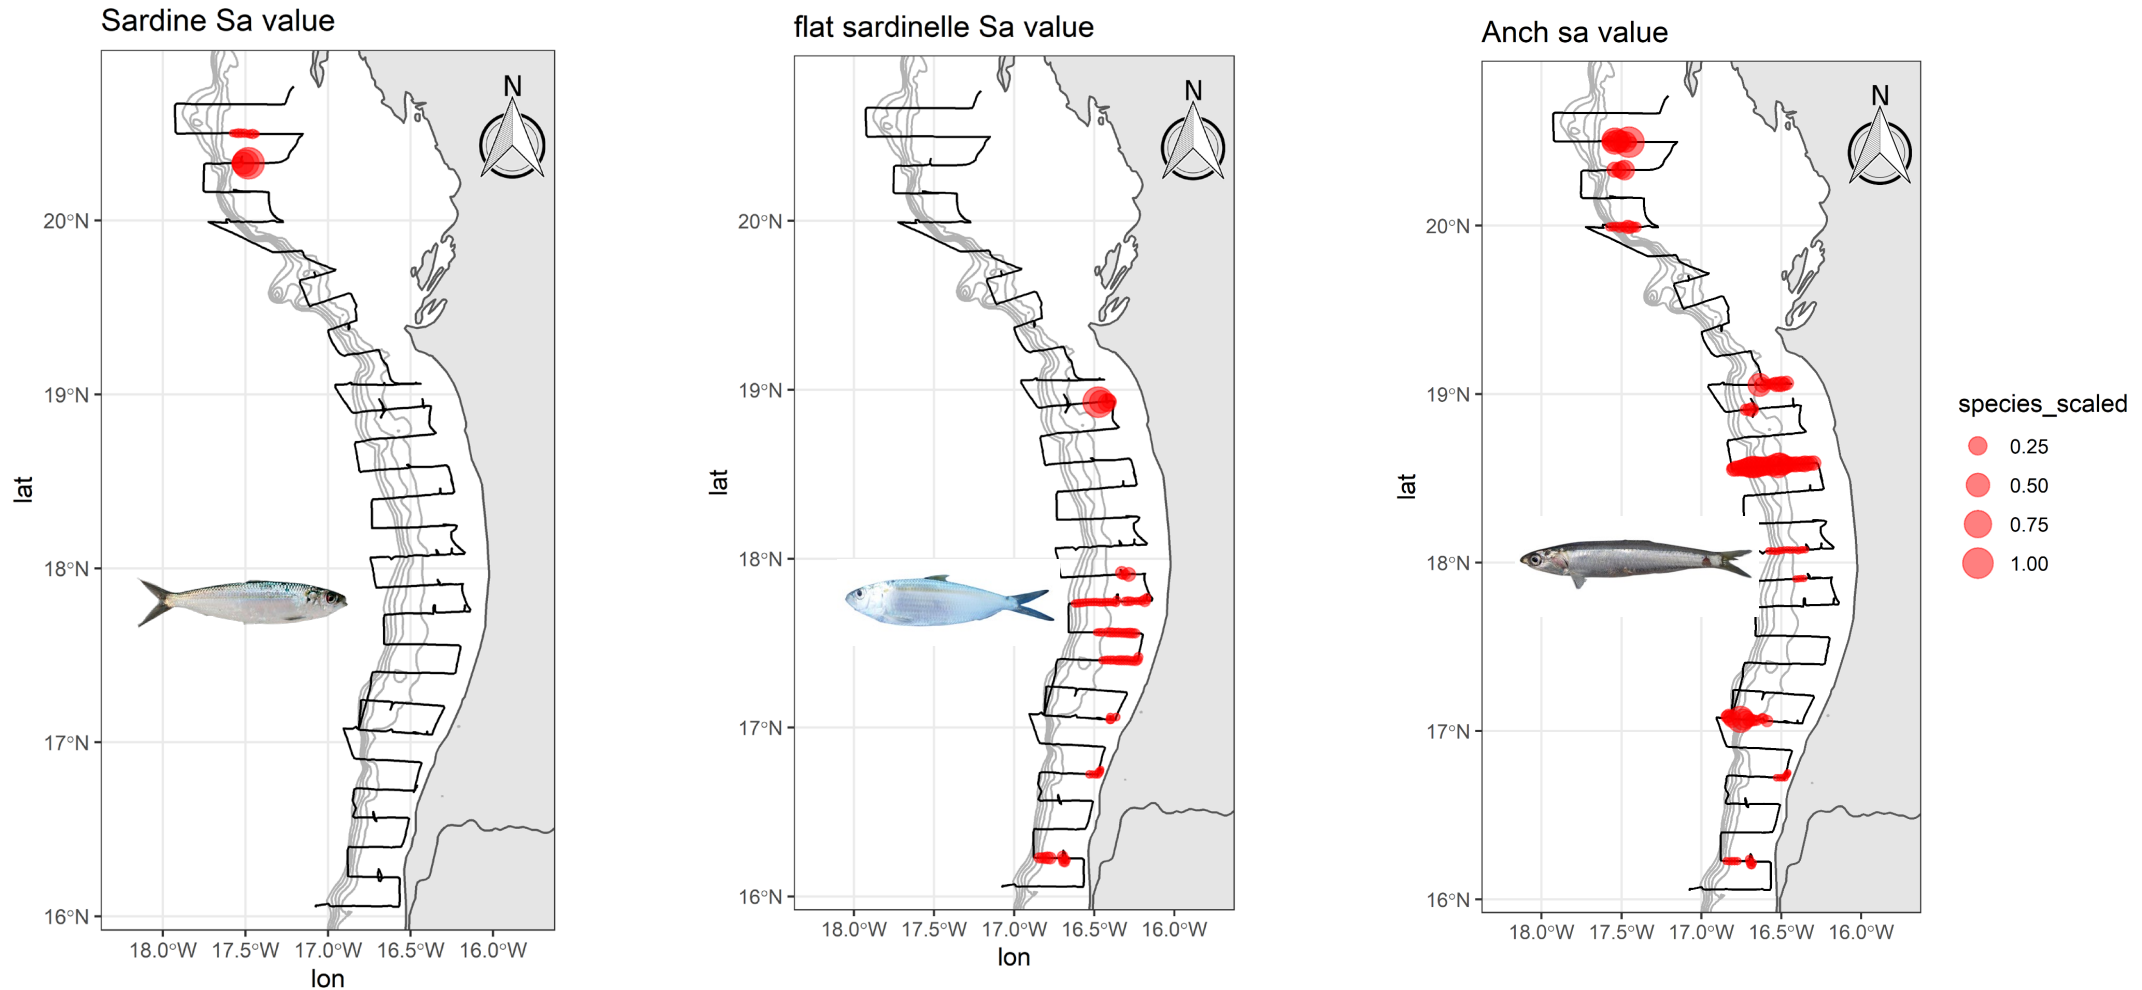 Sardine Sa value
N
20°N
19°N
18°N
17°N
16°N
lat
18.0°W 17.5°W 17.0°W 16.5°W 16.0°W
lon
flat sardinelle Sa value
N
20°N
19°N
18°N
17°N
16°N
lat
18.0°W 17.5°W 17.0°W 16.5°W 16.0°W
lon
Anch sa value
N
20°N
19°N
18°N
17°N
16°N
lat
18.0°W 17.5°W 17.0°W 16.5°W 16.0°W
species_scaled
0.25
0.50
0.75
1.00